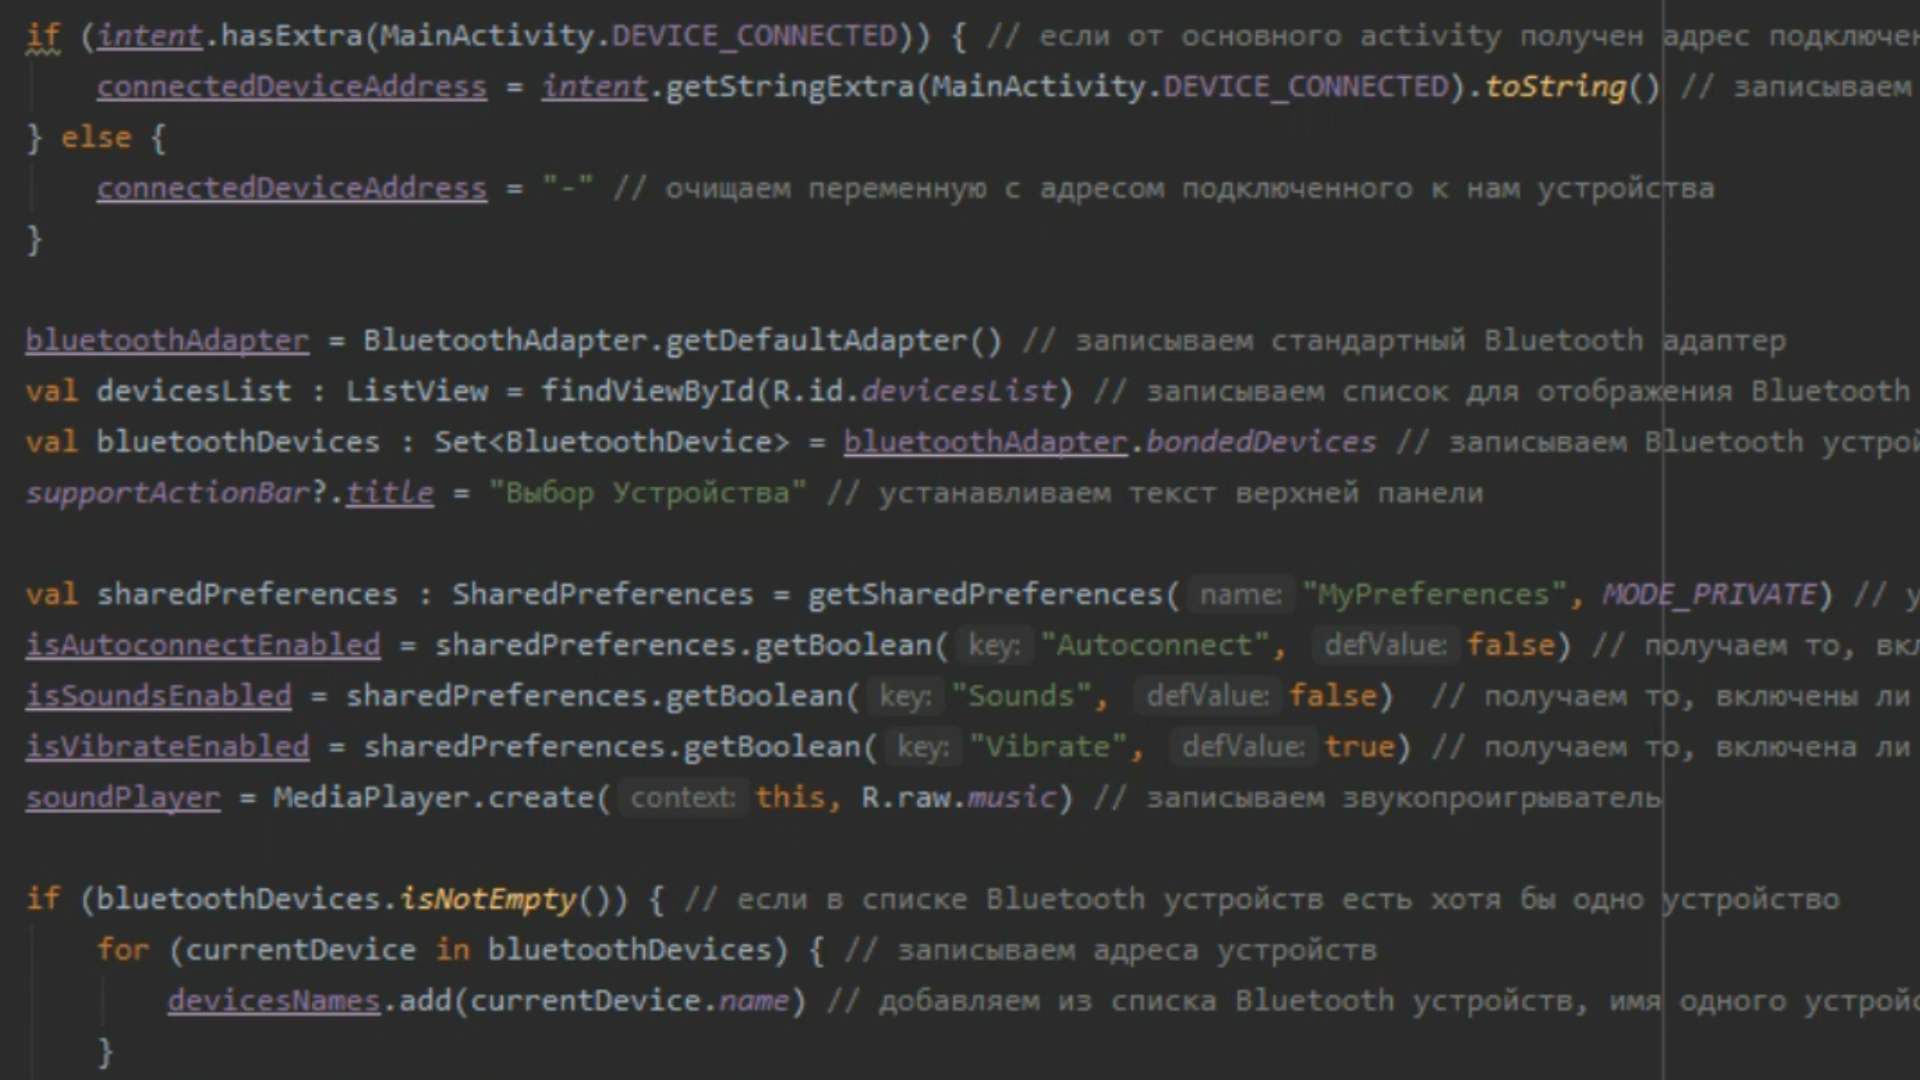 if (intent.hasExtra(MainActivity.DEVICE_CONNECTED)) { // если от основного activity получен адрес
connectedDeviceAddress = intent.getStringExtra(MainActivity.DEVICE_CONNECTED).toString() // записываем
} else {
connectedDeviceAddress = "-" // очищаем переменную с адресом подключенного к нам устройства
}
bluetoothAdapter = BluetoothAdapter.getDefaultAdapter() // записываем стандартный Bluetooth адаптер
val devicesList : ListView = findViewById(R.id.devicesList) // записываем список для отображения Bluetooth
val bluetoothDevices : Set<BluetoothDevice> = bluetoothAdapter.bondedDevices // записываем Bluetooth
supportActionBar?.title = "Выбор Устройства" // устанавливаем текст верхней панели
val sharedPreferences : SharedPreferences = getSharedPreferences( name: "MyPreferences", MODE_PRIVATE) //
isAutoconnectEnabled = sharedPreferences.getBoolean( key: "Autoconnect", defValue: false) // получаем то,
isSoundsEnabled = sharedPreferences.getBoolean( key: "Sounds", defValue: false) // получаем то, включены ли
isVibrateEnabled = sharedPreferences.getBoolean( key: "Vibrate", defValue: true) // получаем то, включена ли
soundPlayer = MediaPlayer.create( context: this, R.raw.music) // записываем звукопроигрыватель
if (bluetoothDevices.isNotEmpty()) { // если в списке Bluetooth устройств есть хотя бы одно устройство
for (currentDevice in bluetoothDevices) { // записываем адреса устройств
devicesNames.add(currentDevice.name) // добавляем из списка Bluetooth устройств, имя одного
}